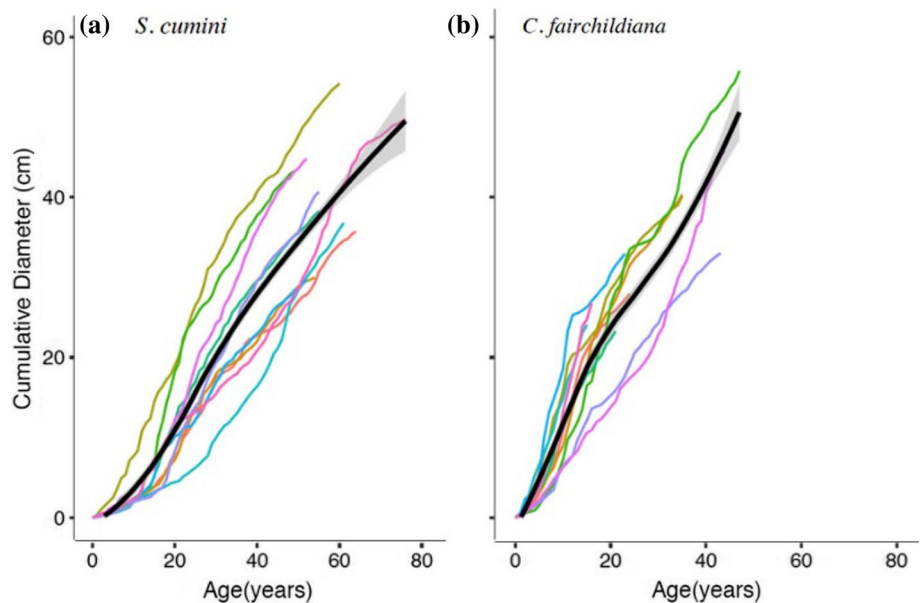 (a) S. cumini
(b) C. fairchildiana
Cumulative Diameter (cm)
60
40
20
0
0 20 40 60 80
0 20 40 60 80
Age(years)
Age(years)